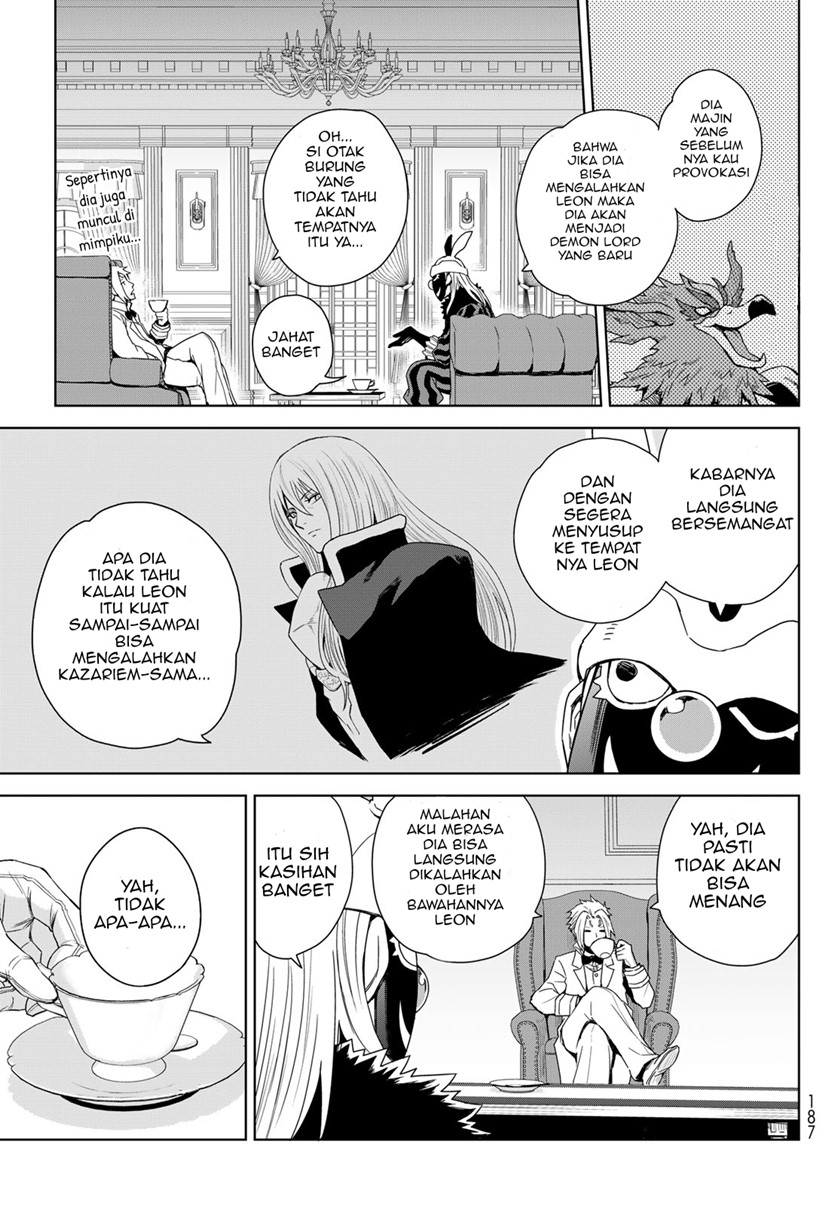 DIA
MAJIN
YANG
SEBELUM
NYA KAU
PROVOKASI
BAHWA
JIKA DIA
BISA
MENGALAHKAN
LEON MAKA
DIA AKAN
MENJADI
DEMON LORD
YANG BARU
OH...
SI OTAK
BURUNG
YANG
TIDAK TAHU
AKAN
TEMPATNYA
ITU YA...
JAHAT
BANGET
Sepertinya
dia juga
muncul di
mimpiku...
KABARNYA
DIA
LANGSUNG
BERSEMANGAT
DAN
DENGAN
SEGERA
MENYUSUP
KE TEMPAT
NYA LEON
APA DIA
TIDAK TAHU
KALAU LEON
ITU KUAT
SAMPAI-SAMPAI
BISA
MENGALAHKAN
KAZARIEM-SAMA...
YAH, DIA
PASTI
TIDAK AKAN
BISA
MENANG
MALAHAN
AKU MERASA
DIA BISA
LANGSUNG
DIKALAHKAN
OLEH
BAWAHANNYA
LEON
ITU SIH
KASIHAN
BANGET
YAH,
TIDAK
APA-APA...
187